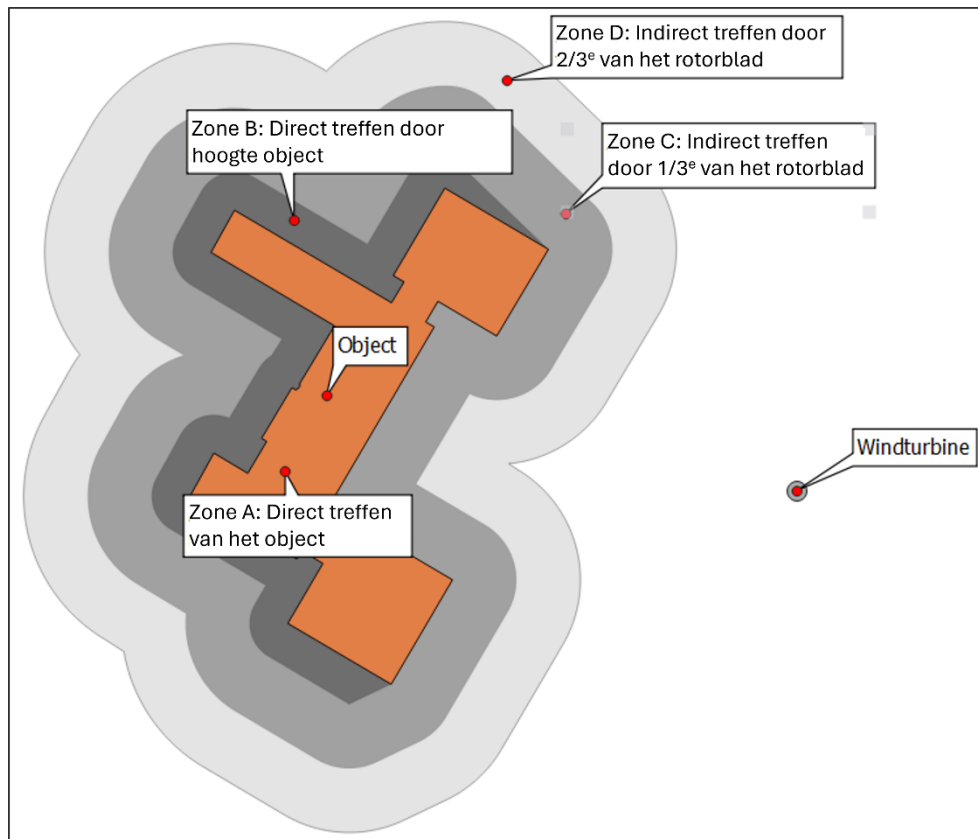 Zone D: Indirect treffen door
2/3ᵉ van het rotorblad
Zone B: Direct treffen door
hoogte object
Zone C: Indirect treffen
door 1/3ᵉ van het rotorblad
Object
Windturbine
Zone A: Direct treffen
van het object